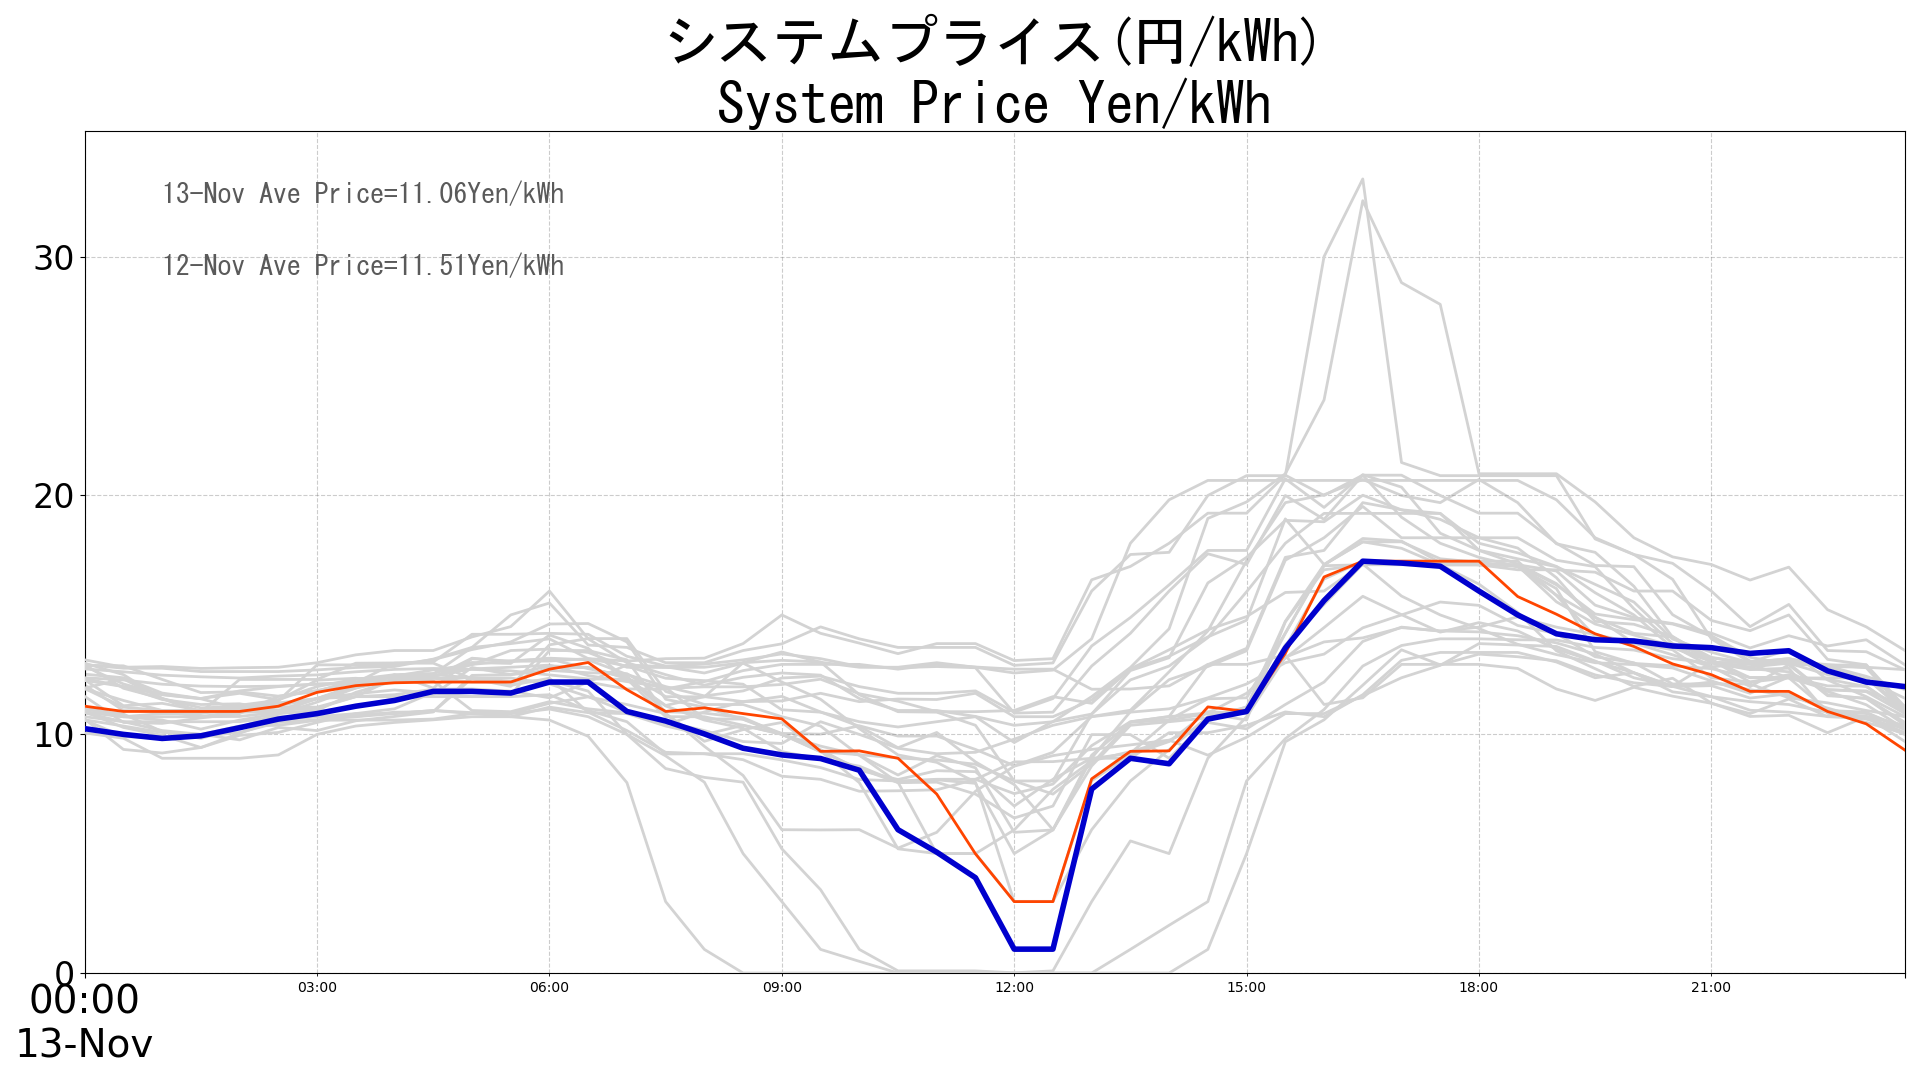 システムプライス(円/kWh)
System Price Yen/kWh
13-Nov Ave Price=11.06Yen/kWh
12-Nov Ave Price=11.51Yen/kWh
30
20
10
0
00:00
03:00
06:00
09:00
12:00
15:00
18:00
21:00
13-Nov